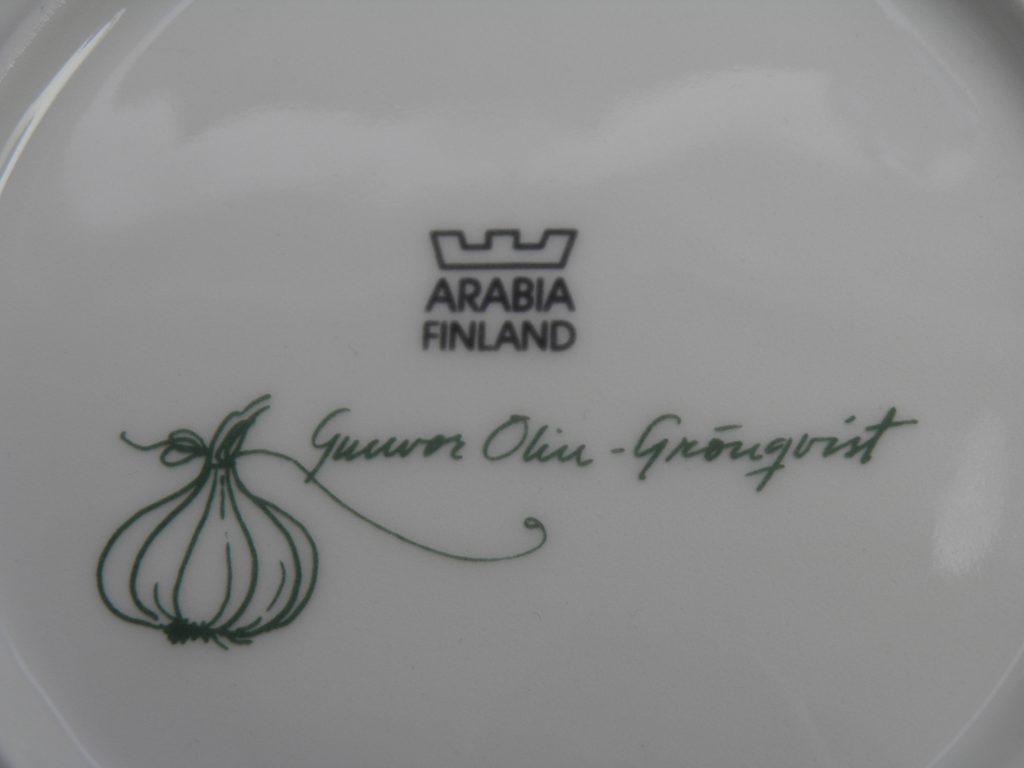 ARABIA
FINLAND
Gunvor Olin-Grönqvist